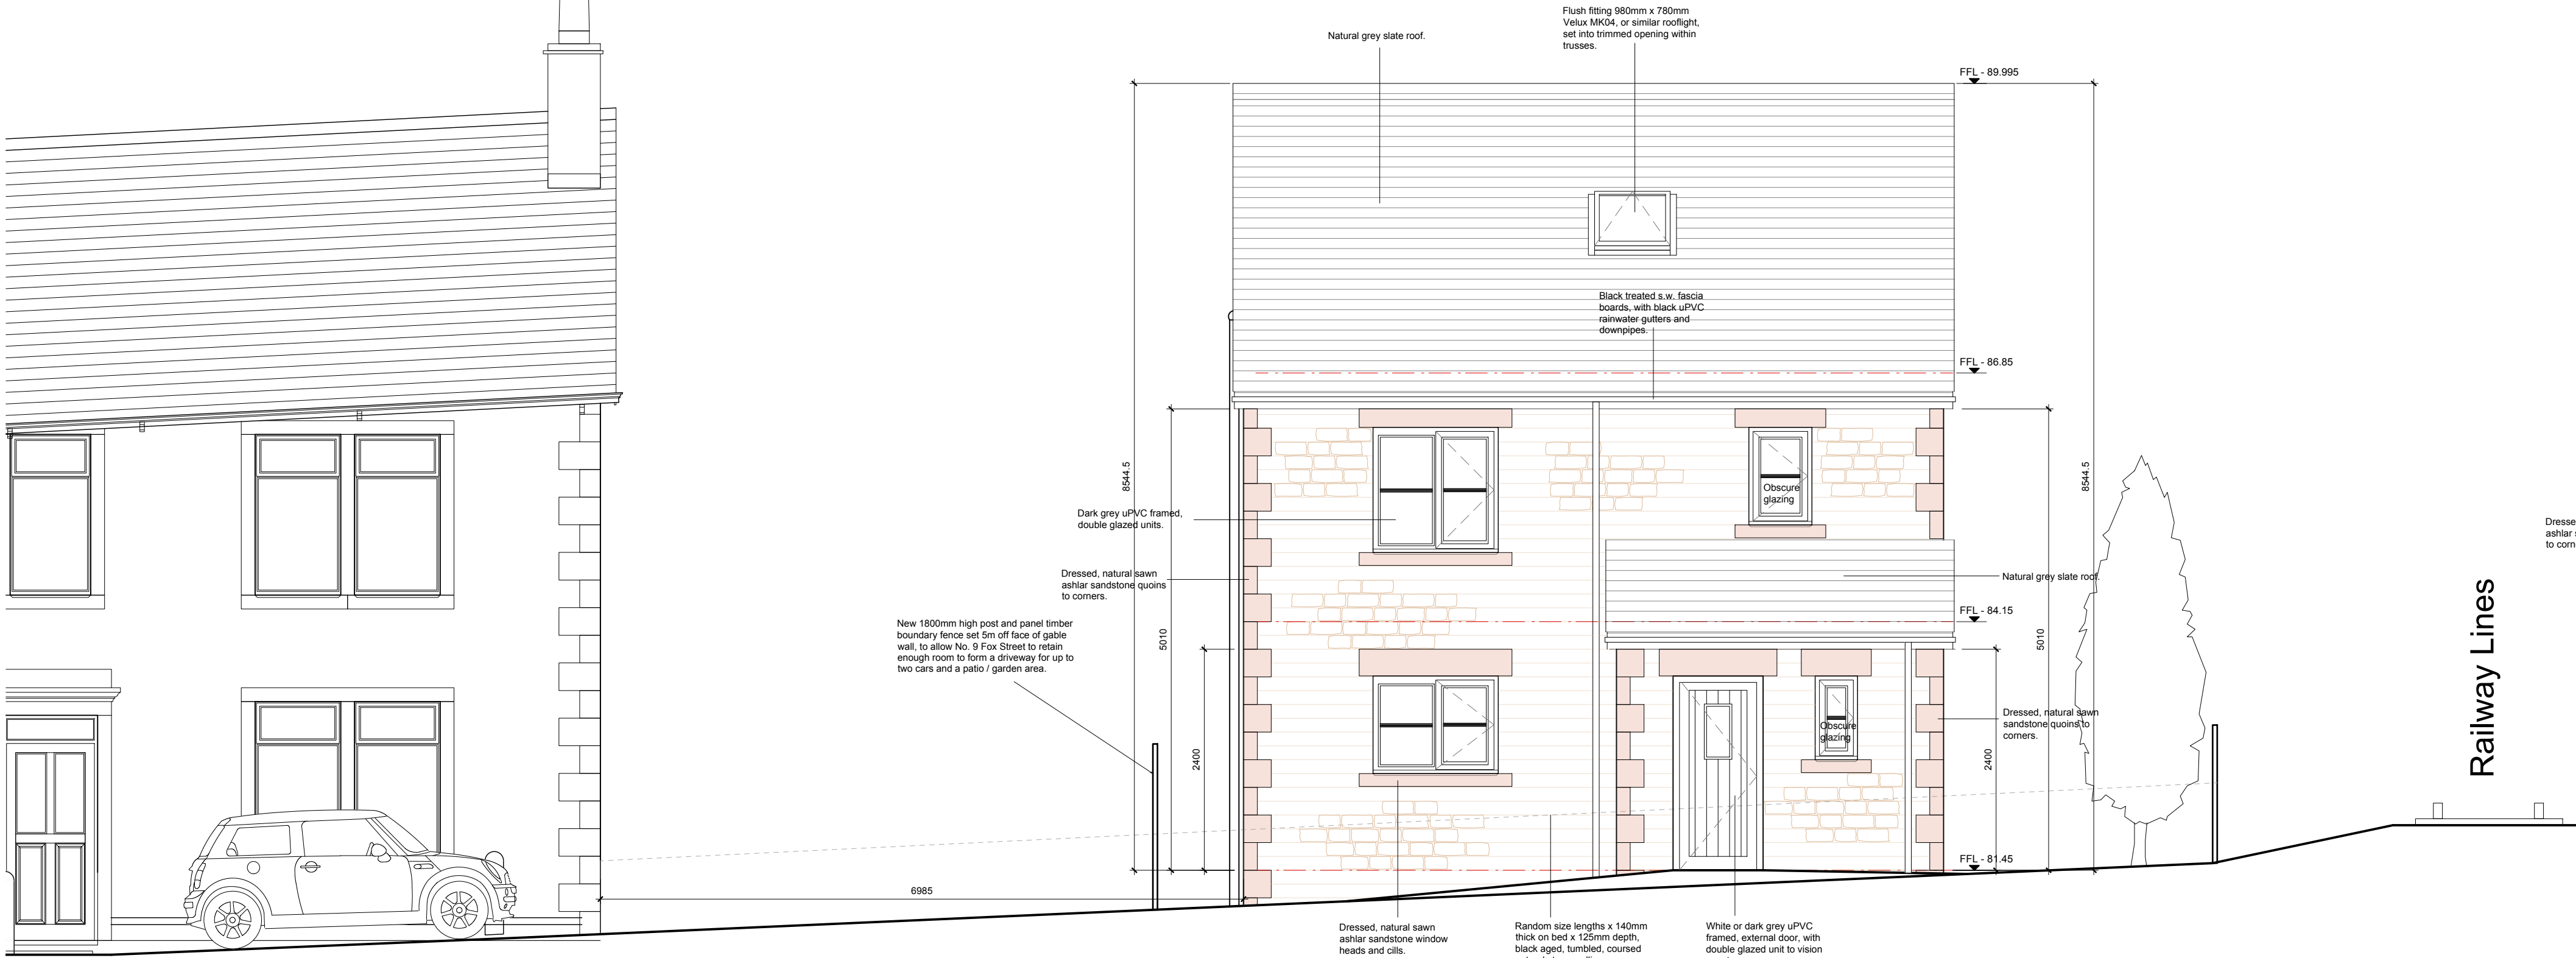 Flush fitting 980mm x 780mm
Velux MK04, or similar rooflight,
set into trimmed opening within
trusses.
Natural grey slate roof.
FFL - 89.995
Black treated s.w. fascia
boards, with black uPVC
rainwater gutters and
downpipes.
FFL - 86.85
8544.5
8544.5
Obscure
glazing
Dark grey uPVC framed,
double glazed units.
Dressed, natural sawn
ashlar sandstone quoins
to corners.
Natural grey slate roof.
FFL - 84.15
New 1800mm high post and panel timber
boundary fence set 5m off face of gable
wall, to allow No. 9 Fox Street to retain
enough room to form a driveway for up to
two cars and a patio / garden area.
5010
5010
2400
2400
Obscure
glazing
Dressed, natural sawn
sandstone quoins to
corners.
Railway Lines
Dresse
ashlar s
to corn
FFL - 81.45
6985
Dressed, natural sawn
ashlar sandstone window
heads and cills.
Random size lengths x 140mm
thick on bed x 125mm depth,
black aged, tumbled, coursed
White or dark grey uPVC
framed, external door, with
double glazed unit to vision